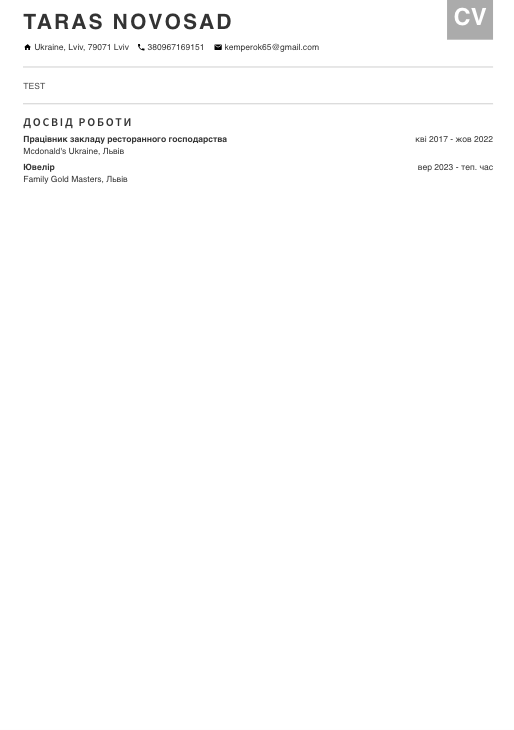 TARAS NOVOSAD
CV
Ukraine, Lviv, 79071 Lviv 380967169151 kemperok65@gmail.com
TEST
ДОСВІД РОБОТИ
Працівник закладу ресторанного господарства кві 2017 - жов 2022
Mcdonald's Ukraine, Львів
Ювелір вер 2023 - теп. час
Family Gold Masters, Львів